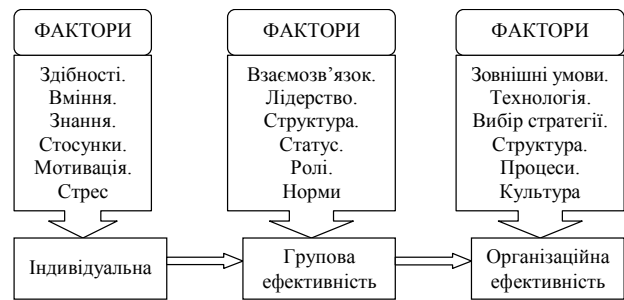 ФАКТОРИ
Здібності.
Вміння.
Знання.
Стосунки.
Мотивація.
Стрес
Індивідуальна
ФАКТОРИ
Взаємозв’язок.
Лідерство.
Структура.
Статус.
Ролі.
Норми
Групова
ефективність
ФАКТОРИ
Зовнішні умови.
Технологія.
Вибір стратегії.
Структура.
Процеси.
Культура
Організаційна
ефективність